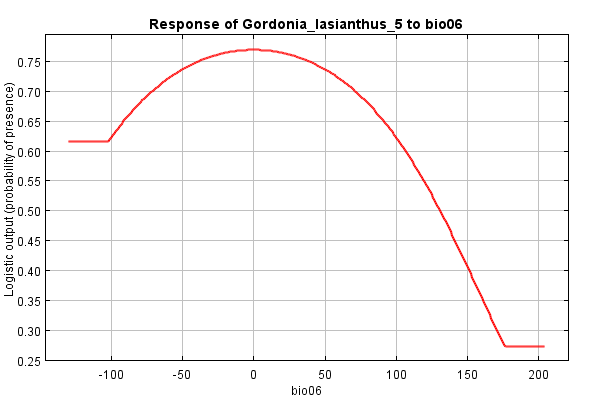 Response of Gordonia_lasianthus_5 to bio06
Logistic output (probability of presence)
0.75
0.70
0.65
0.60
0.55
0.50
0.45
0.40
0.35
0.30
0.25
-100 -50 0 50 100 150 200
bio06